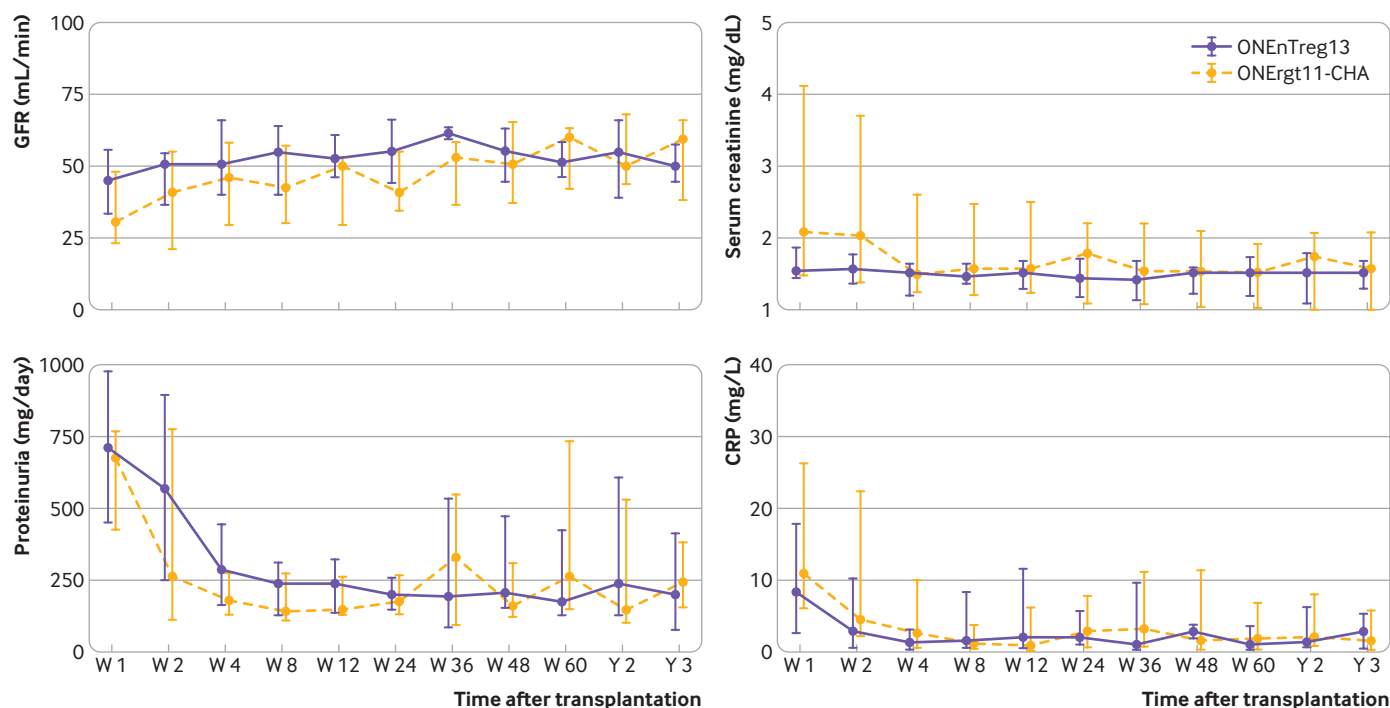 GFR (mL/min)
100
75
50
25
0
Serum creatinine (mg/dL)
5
4
3
2
1
ONEnTreg13
ONErgt11-CHA
Proteinuria (mg/day)
1000
750
500
250
0
W 1 W 2 W 4 W 8 W 12 W 24 W 36 W 48 W 60 Y 2 Y 3
Time after transplantation
CRP (mg/L)
40
30
20
10
0
W 1 W 2 W 4 W 8 W 12 W 24 W 36 W 48 W 60 Y 2 Y 3
Time after transplantation